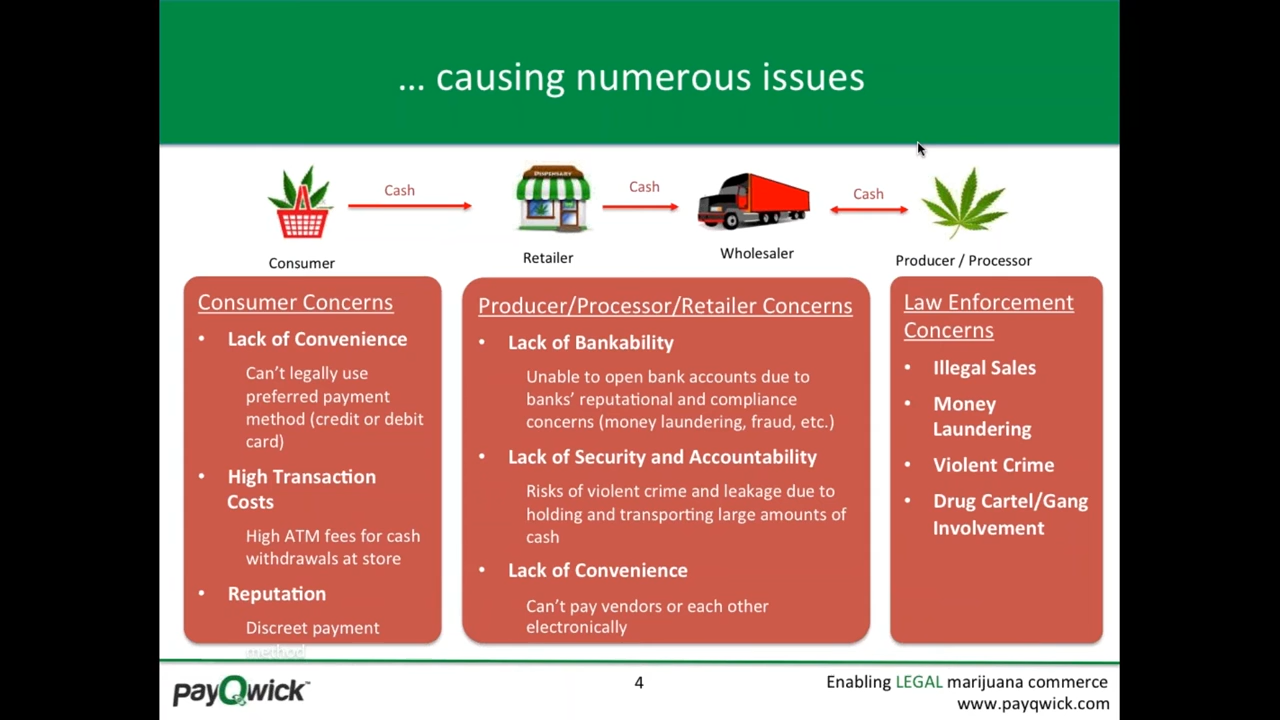 ... causing numerous issues
DISPENSARY
Cash
Cash
Cash
Consumer
Retailer
Wholesaler
Producer / Processor
Consumer Concerns
• Lack of Convenience
Can't legally use
preferred payment
method (credit or debit
card)
• High Transaction
Costs
High ATM fees for cash
withdrawals at store
• Reputation
Discreet payment
method
Producer/Processor/Retailer Concerns
• Lack of Bankability
Unable to open bank accounts due to
banks' reputational and compliance
concerns (money laundering, fraud, etc.)
• Lack of Security and Accountability
Risks of violent crime and leakage due to
holding and transporting large amounts of
cash
• Lack of Convenience
Can't pay vendors or each other
electronically
Law Enforcement
Concerns
• Illegal Sales
• Money
Laundering
• Violent Crime
• Drug Cartel/Gang
Involvement
payQwick™
4
Enabling LEGAL marijuana commerce
www.payqwick.com